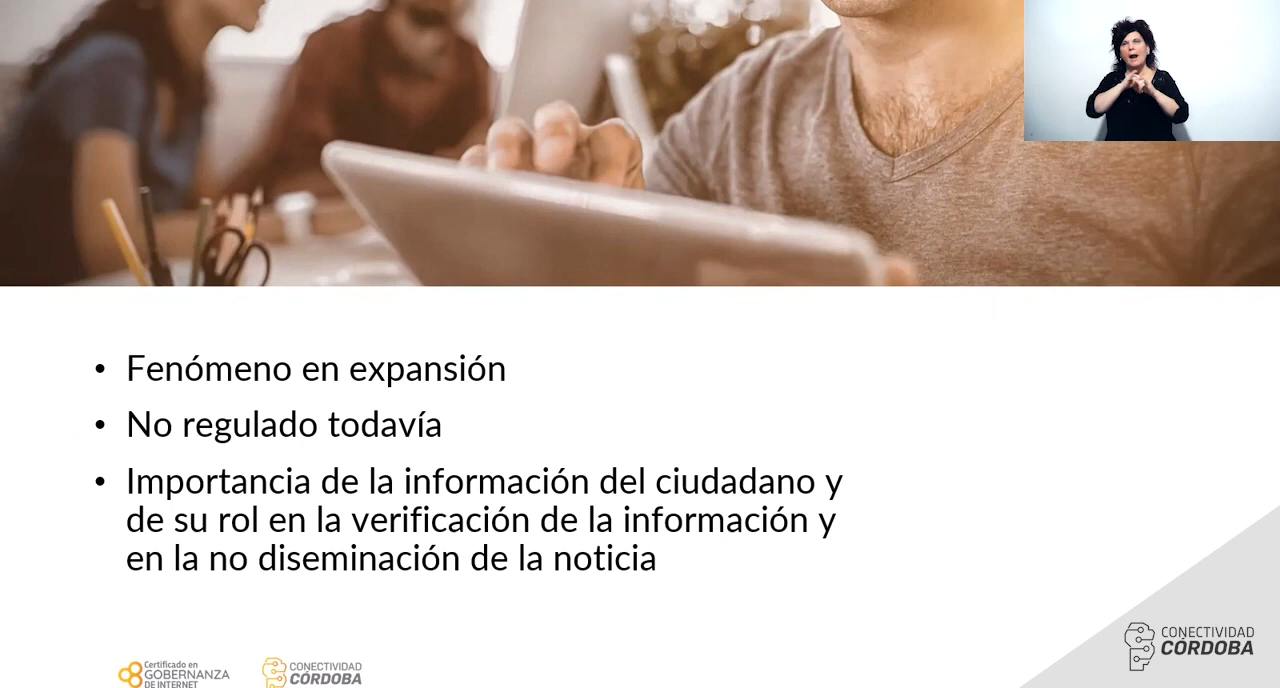 • Fenómeno en expansión
• No regulado todavía
• Importancia de la información del ciudadano y
de su rol en la verificación de la información y
en la no diseminación de la noticia
Certificado en
GOBERNANZA
DE INTERNET
CONECTIVIDAD
CÓRDOBA
CONECTIVIDAD
CÓRDOBA